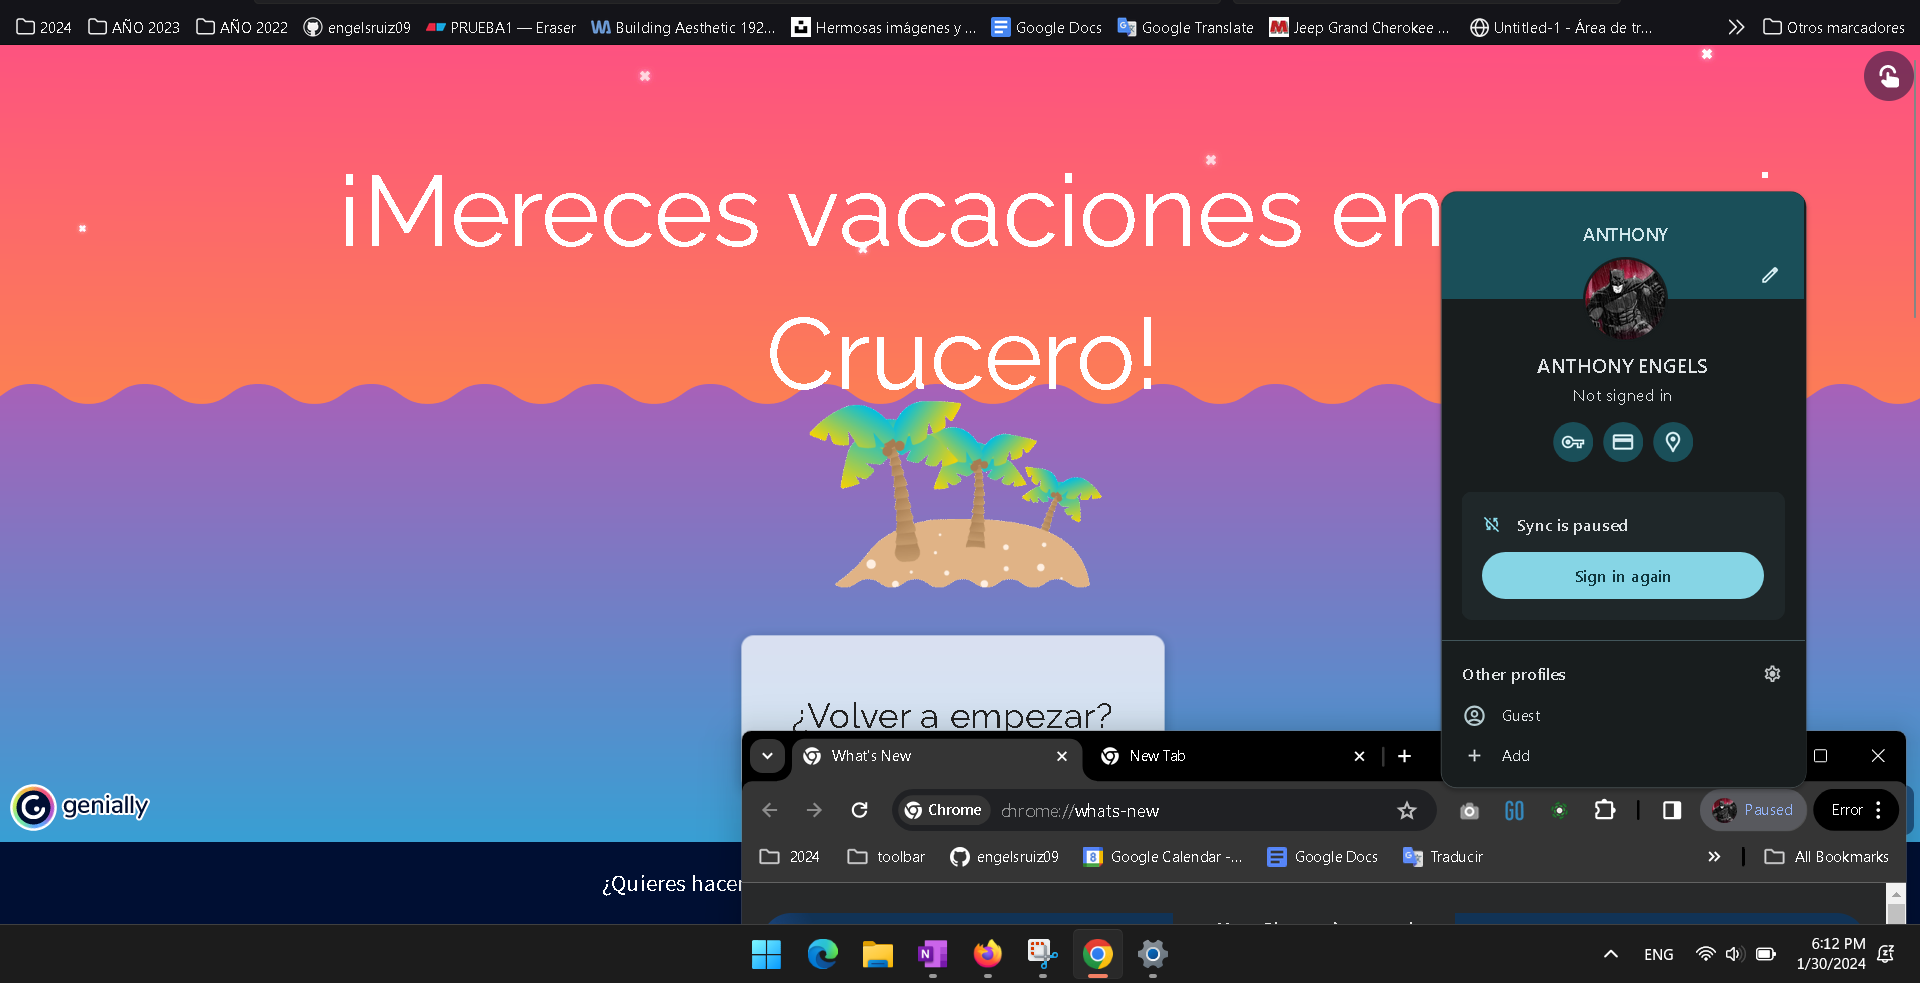 2024 AÑO 2023 AÑO 2022 engelsruiz09 PRUEBA1 — Eraser Building Aesthetic 192... Hermosas imágenes y ... Google Docs Google Translate Jeep Grand Cherokee ... Untitled-1 - Área de tr... Otros marcadores
¡Mereces vacaciones en
Crucero!
ANTHONY
ANTHONY ENGELS
Not signed in
Sync is paused
Sign in again
Other profiles
Guest
Add
¿Volver a empezar?
genially
¿Quieres hacer
What's New New Tab
Chrome chrome://whats-new GO Paused Error
2024 toolbar engelsruiz09 Google Calendar -... Google Docs Traducir All Bookmarks
ENG 6:12 PM
1/30/2024